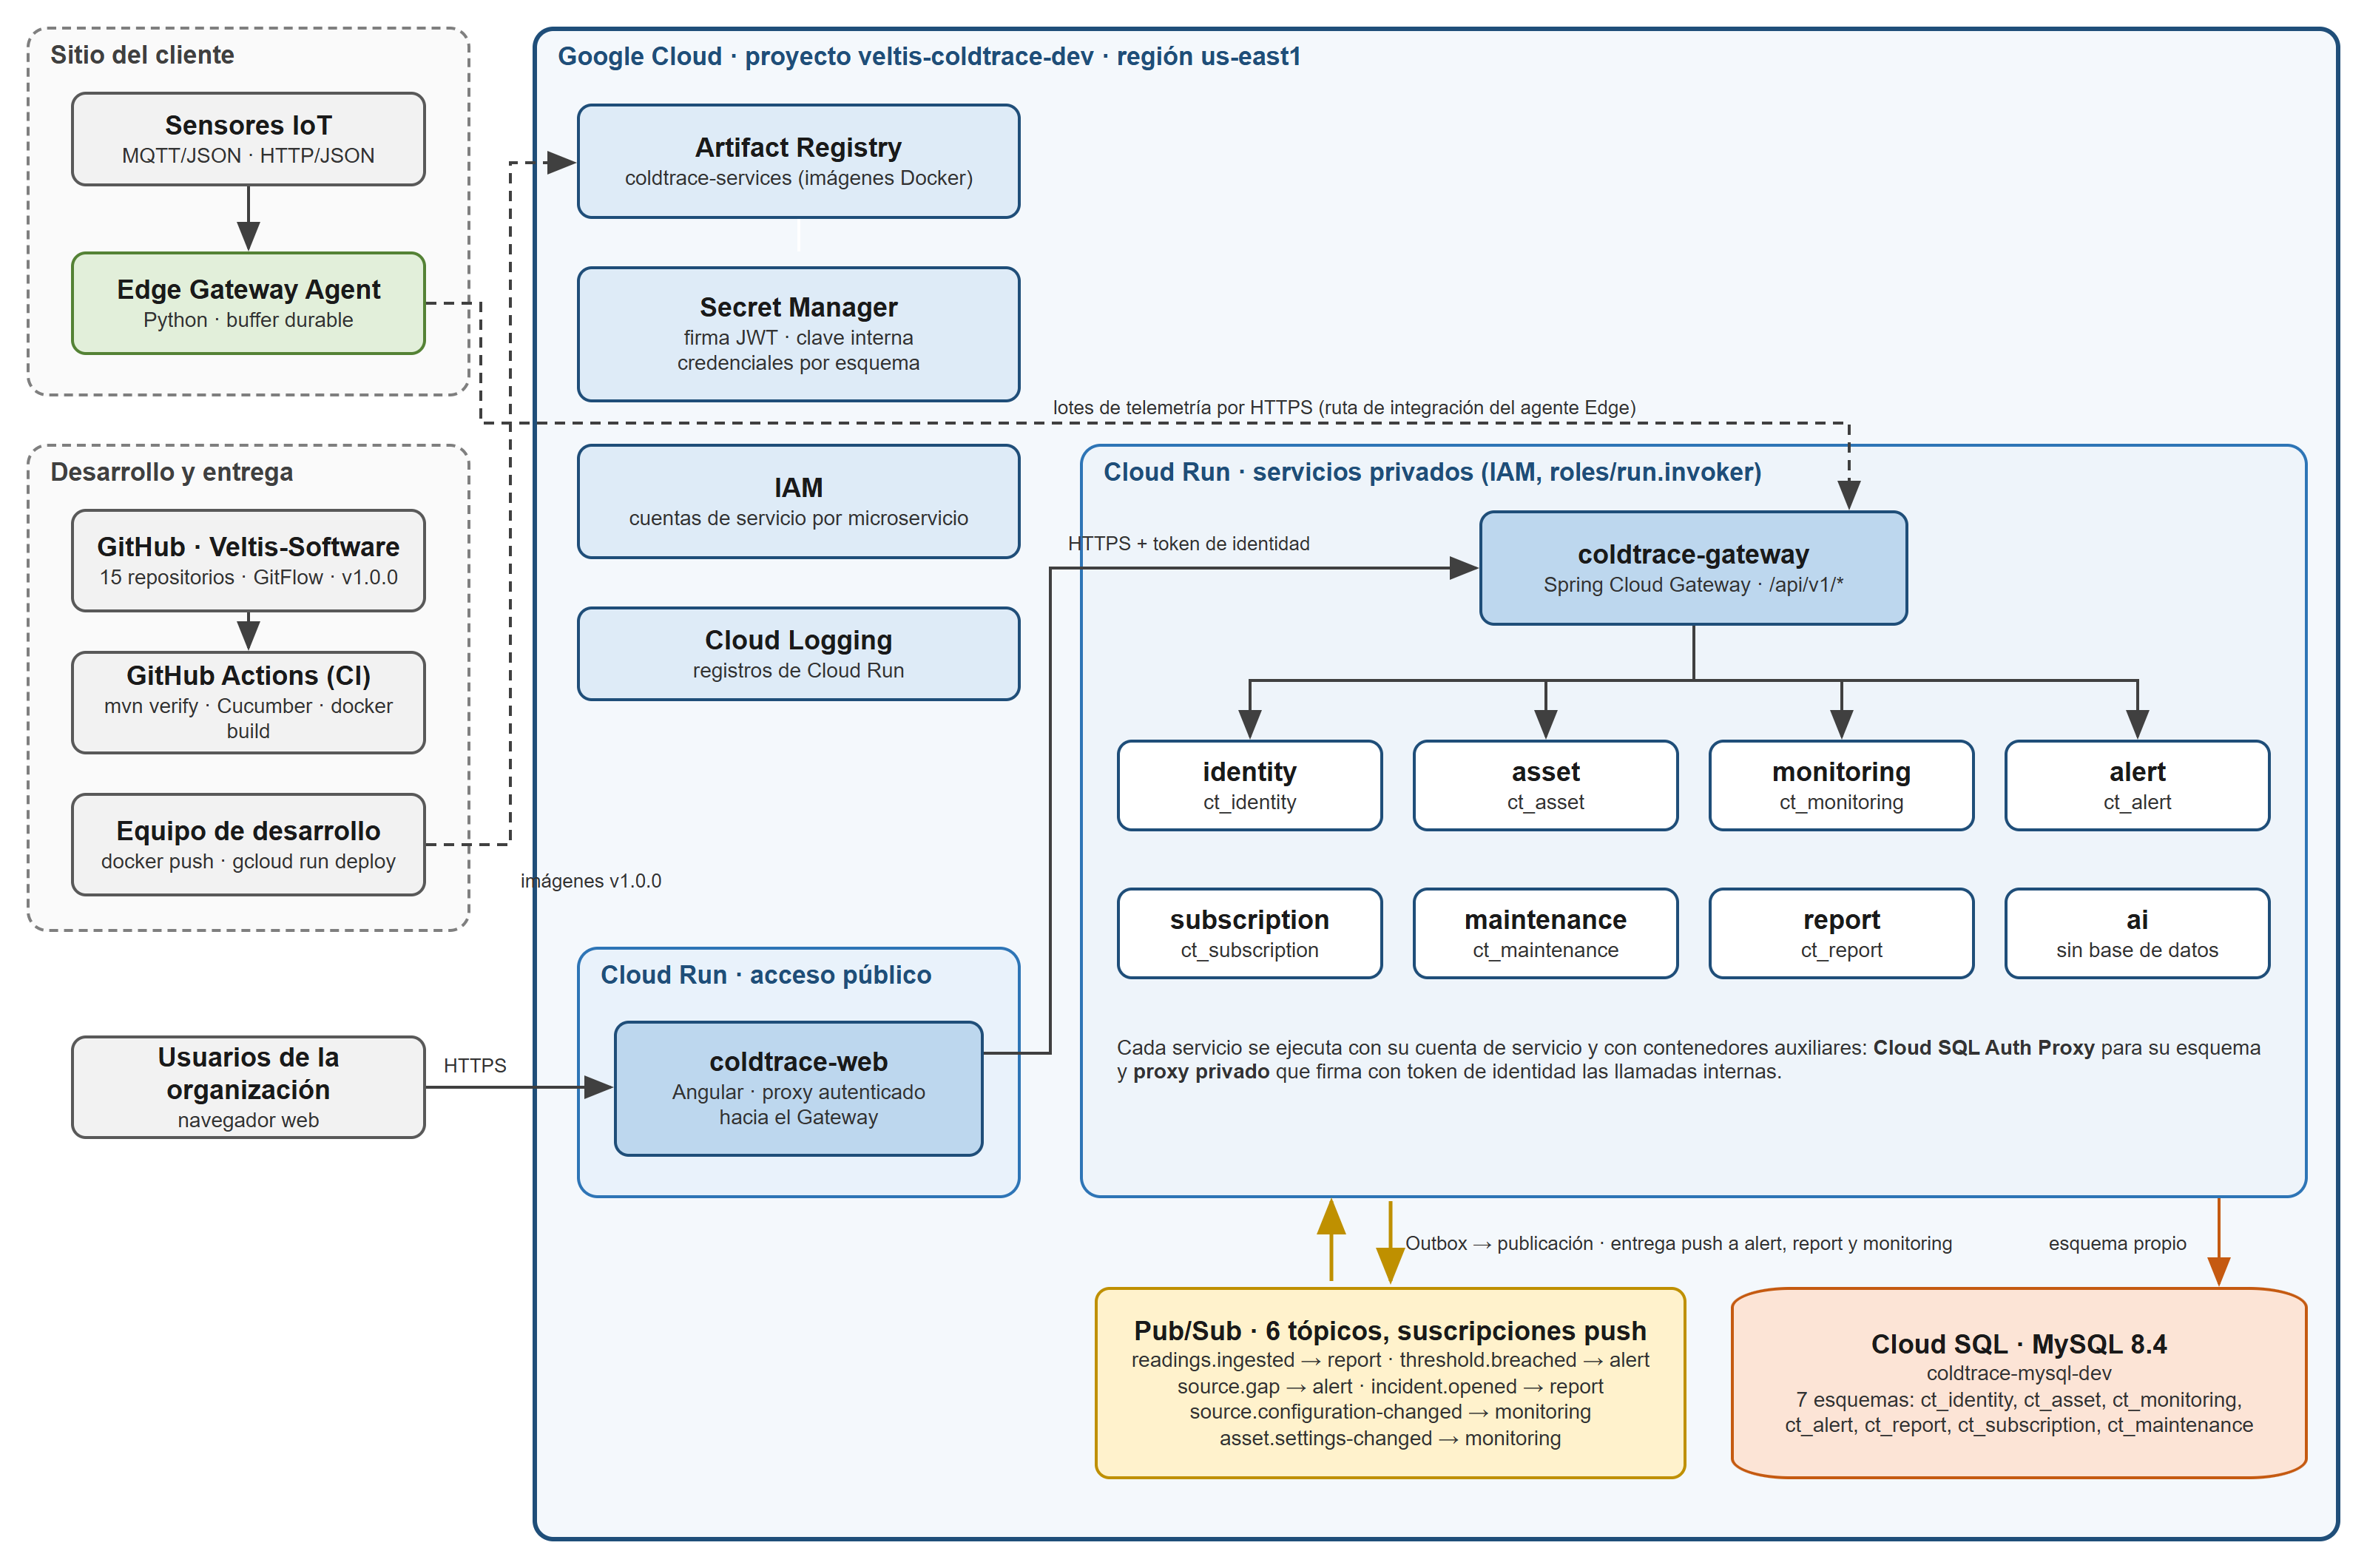 Sitio del cliente
Sensores IoT
MQTT/JSON · HTTP/JSON
Edge Gateway Agent
Python · buffer durable
Desarrollo y entrega
GitHub · Veltis-Software
15 repositorios · GitFlow · v1.0.0
GitHub Actions (CI)
mvn verify · Cucumber · docker
build
Equipo de desarrollo
docker push · gcloud run deploy
imágenes v1.0.0
Usuarios de la
organización
navegador web
HTTPS
Google Cloud · proyecto veltis-coldtrace-dev · región us-east1
Artifact Registry
coldtrace-services (imágenes Docker)
Secret Manager
firma JWT · clave interna
credenciales por esquema
lotes de telemetría por HTTPS (ruta de integración del agente Edge)
IAM
cuentas de servicio por microservicio
Cloud Logging
registros de Cloud Run
Cloud Run · acceso público
coldtrace-web
Angular · proxy autenticado
hacia el Gateway
Cloud Run · servicios privados (IAM, roles/run.invoker)
HTTPS + token de identidad
coldtrace-gateway
Spring Cloud Gateway · /api/v1/*
identity
ct_identity
asset
ct_asset
monitoring
ct_monitoring
alert
ct_alert
subscription
ct_subscription
maintenance
ct_maintenance
report
ct_report
ai
sin base de datos
Cada servicio se ejecuta con su cuenta de servicio y con contenedores auxiliares: Cloud SQL Auth Proxy para su esquema
y proxy privado que firma con token de identidad las llamadas internas.
Outbox → publicación · entrega push a alert, report y monitoring
esquema propio
Pub/Sub · 6 tópicos, suscripciones push
readings.ingested → report · threshold.breached → alert
source.gap → alert · incident.opened → report
source.configuration-changed → monitoring
asset.settings-changed → monitoring
Cloud SQL · MySQL 8.4
coldtrace-mysql-dev
7 esquemas: ct_identity, ct_asset, ct_monitoring,
ct_alert, ct_report, ct_subscription, ct_maintenance